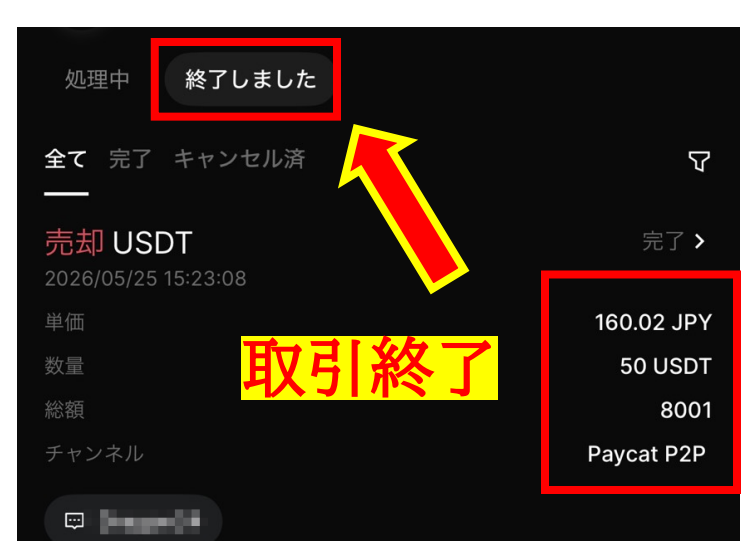 処理中 終了しました
全て 完了 キャンセル済
売却 USDT 完了
2026/05/25 15:23:08
単価 160.02 JPY
取引終了
数量 50 USDT
総額 8001
チャンネル Paycat P2P